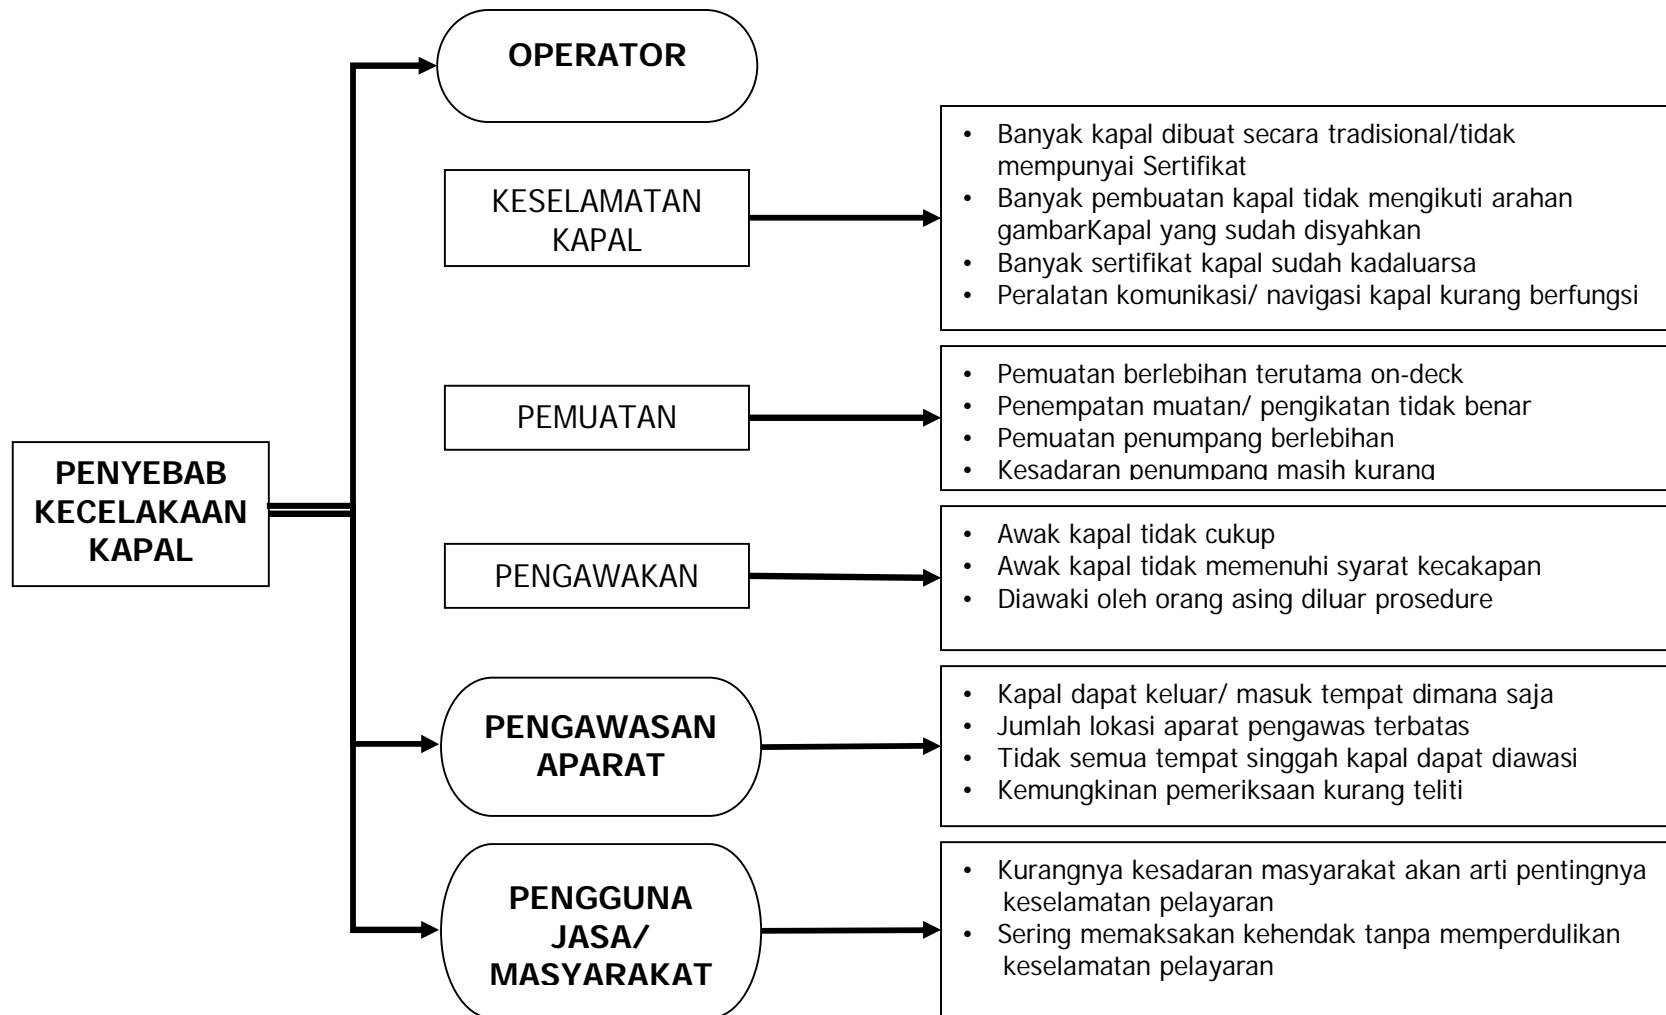 OPERATOR
KESELAMATAN
KAPAL
• Banyak kapal dibuat secara tradisional/tidak
mempunyai Sertifikat
• Banyak pembuatan kapal tidak mengikuti arahan
gambarKapal yang sudah disyahkan
• Banyak sertifikat kapal sudah kadaluarsa
• Peralatan komunikasi/ navigasi kapal kurang berfungsi
PEMUATAN
• Pemuatan berlebihan terutama on-deck
• Penempatan muatan/ pengikatan tidak benar
• Pemuatan penumpang berlebihan
• Kesadaran penumpang masih kurang
PENYEBAB
KECELAKAAN
KAPAL
PENGAWAKAN
• Awak kapal tidak cukup
• Awak kapal tidak memenuhi syarat kecakapan
• Diawaki oleh orang asing diluar prosedure
PENGAWASAN
APARAT
• Kapal dapat keluar/ masuk tempat dimana saja
• Jumlah lokasi aparat pengawas terbatas
• Tidak semua tempat singgah kapal dapat diawasi
• Kemungkinan pemeriksaan kurang teliti
PENGGUNA
JASA/
MASYARAKAT
• Kurangnya kesadaran masyarakat akan arti pentingnya
keselamatan pelayaran
• Sering memaksakan kehendak tanpa memperdulikan
keselamatan pelayaran